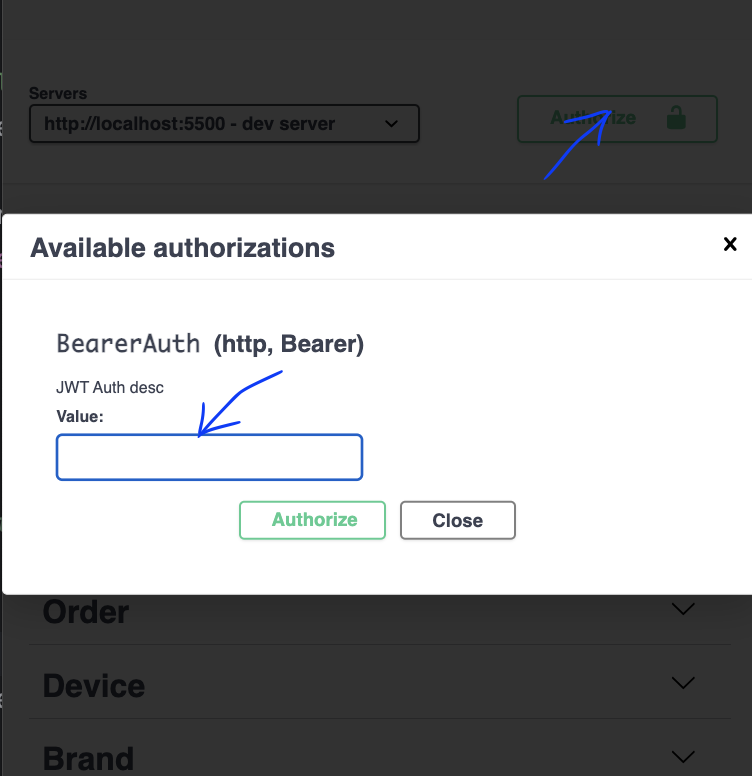 Servers
http://localhost:5500 - dev server
Authorize
Available authorizations
x
BearerAuth (http, Bearer)
JWT Auth desc
Value:
Authorize Close
Order
Device
Brand